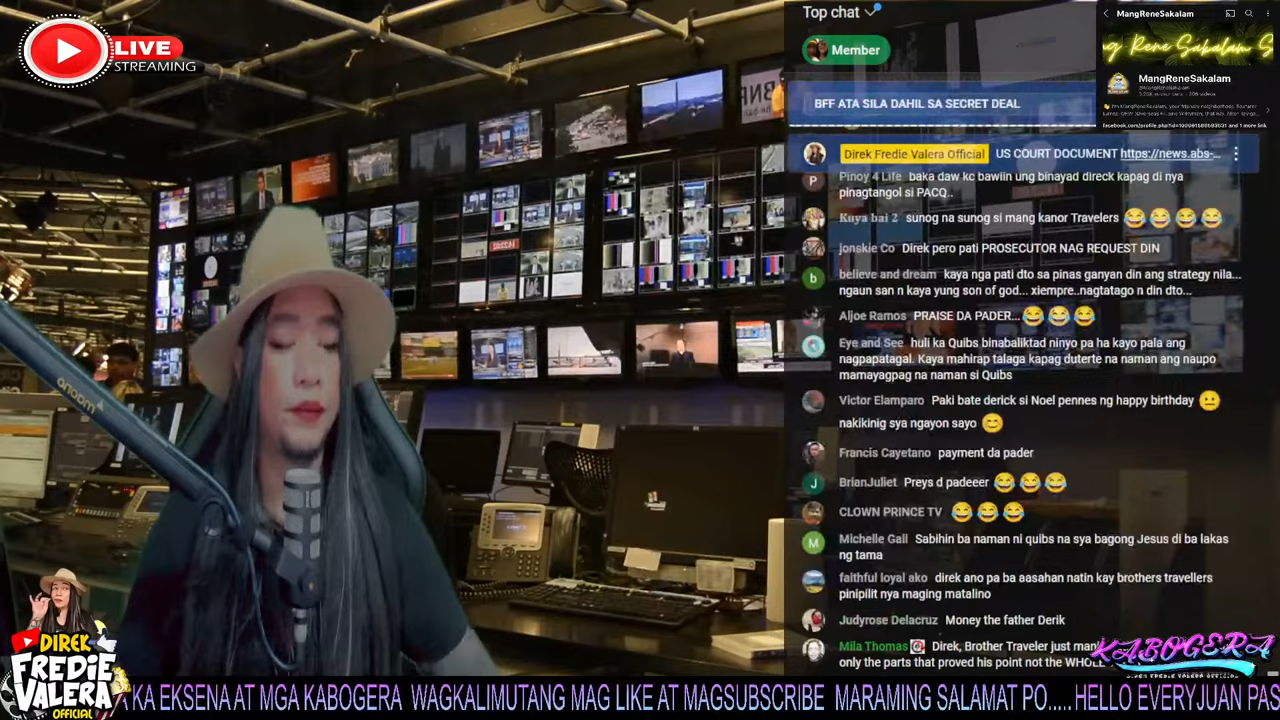 LIVE
STREAMING
Top chat
Member
MangReneSakalam
Mang Rene Sakalam S
MangReneSakalam
BFF ATA SILA DAHIL SA SECRET DEAL
Direk Fredie Valera Official US COURT DOCUMENT https://news.abs-...
P Pinoy 4 Life baka daw kc bawiin ung binayad direck kapag di nya
pinagtangol si PACQ..
Kuya bai 2 sunog na sunog si mang kanor Travelers 😂😂😂😂
Jonskie Co Direk pero pati PROSECUTOR NAG REQUEST DIN
b believe and dream kaya nga pati dto sa pinas ganyan din ang strategy nila...
ngaun san n kaya yung son of god... xiempre..nagtatago n din dto...
Aljoe Ramos PRAISE DA PADER... 😂😂😂
Eye and See huli ka Quibs binabaliktad ninyo pa ha kayo pala ang
nagpapatagal. Kaya mahirap talaga kapag duterte na naman ang naupo
mamayagpag na naman si Quibs
Victor Elamparo Paki bate derick si Noel pennes ng happy birthday 😐
nakikinig sya ngayon sayo 😊
Francis Cayetano payment da pader
J BrianJuliet Preys d padeeer 😂😂😂
CLOWN PRINCE TV 😂😂😂
M Michelle Gall Sabihin ba naman ni quibs na sya bagong Jesus di ba lakas
ng tama
faithful loyal ako direk ano pa ba aasahan natin kay brothers travellers
pinipilit nya maging matalino
Judyrose Delacruz Money the father Derik
Mila Thomas Direk, Brother Traveler just
only the parts that proved his point not the WHOLE
KABOGERA
maono
DIREK
FREDIE
VALERA
OFFICIAL
KA EKSENA AT MGA KABOGERA WAGKALIMUTANG MAG LIKE AT MAGSUBSCRIBE MARAMING SALAMAT PO..... HELLO EVERYJUAN PAS